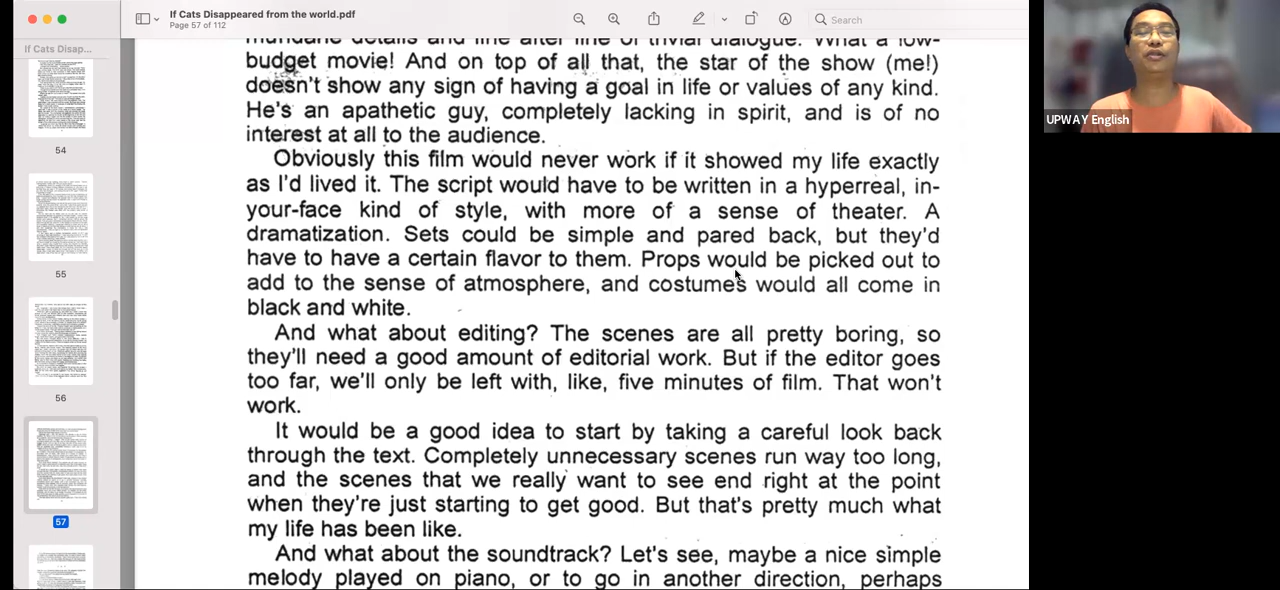 If Cats Disappeared from the world.pdf
Page 57 of 112
Search
If Cats Disap...
54
55
56
57
mundane details and line after line of trivial dialogue. What a low-
budget movie! And on top of all that, the star of the show (me!)
doesn't show any sign of having a goal in life or values of any kind.
He's an apathetic guy, completely lacking in spirit, and is of no
interest at all to the audience.
Obviously this film would never work if it showed my life exactly
as I'd lived it. The script would have to be written in a hyperreal, in-
your-face kind of style, with more of a sense of theater. A
dramatization. Sets could be simple and pared back, but they'd
have to have a certain flavor to them. Props would be picked out to
add to the sense of atmosphere, and costumes would all come in
black and white.
And what about editing? The scenes are all pretty boring, so
they'll need a good amount of editorial work. But if the editor goes
too far, we'll only be left with, like, five minutes of film. That won't
work.
It would be a good idea to start by taking a careful look back
through the text. Completely unnecessary scenes run way too long,
and the scenes that we really want to see end right at the point
when they're just starting to get good. But that's pretty much what
my life has been like.
And what about the soundtrack? Let's see, maybe a nice simple
melody played on piano, or to go in another direction, perhaps
UPWAY English